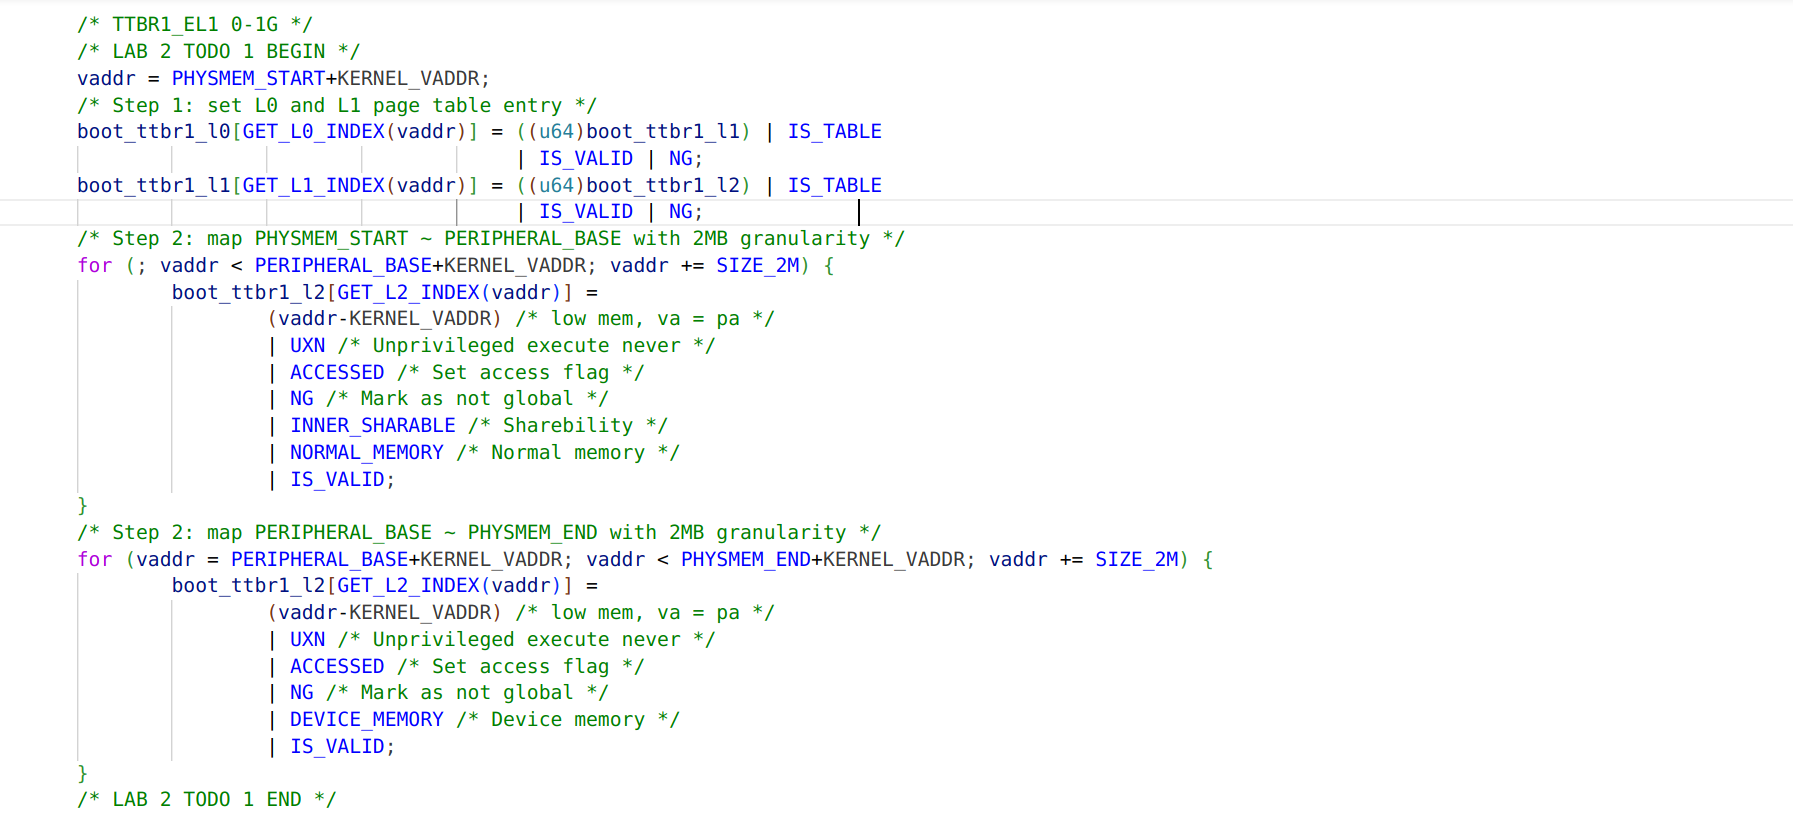 /* TTBR1_EL1 0-1G */
/* LAB 2 TODO 1 BEGIN */
vaddr = PHYSMEM_START+KERNEL_VADDR;
/* Step 1: set L0 and L1 page table entry */
boot_ttbr1_l0[GET_L0_INDEX(vaddr)] = ((u64)boot_ttbr1_l1) | IS_TABLE
| IS_VALID | NG;
boot_ttbr1_l1[GET_L1_INDEX(vaddr)] = ((u64)boot_ttbr1_l2) | IS_TABLE
| IS_VALID | NG;
/* Step 2: map PHYSMEM_START ~ PERIPHERAL_BASE with 2MB granularity */
for (; vaddr < PERIPHERAL_BASE+KERNEL_VADDR; vaddr += SIZE_2M) {
boot_ttbr1_l2[GET_L2_INDEX(vaddr)] =
(vaddr-KERNEL_VADDR) /* low mem, va = pa */
| UXN /* Unprivileged execute never */
| ACCESSED /* Set access flag */
| NG /* Mark as not global */
| INNER_SHARABLE /* Sharebility */
| NORMAL_MEMORY /* Normal memory */
| IS_VALID;
}
/* Step 2: map PERIPHERAL_BASE ~ PHYSMEM_END with 2MB granularity */
for (vaddr = PERIPHERAL_BASE+KERNEL_VADDR; vaddr < PHYSMEM_END+KERNEL_VADDR; vaddr += SIZE_2M) {
boot_ttbr1_l2[GET_L2_INDEX(vaddr)] =
(vaddr-KERNEL_VADDR) /* low mem, va = pa */
| UXN /* Unprivileged execute never */
| ACCESSED /* Set access flag */
| NG /* Mark as not global */
| DEVICE_MEMORY /* Device memory */
| IS_VALID;
}
/* LAB 2 TODO 1 END */